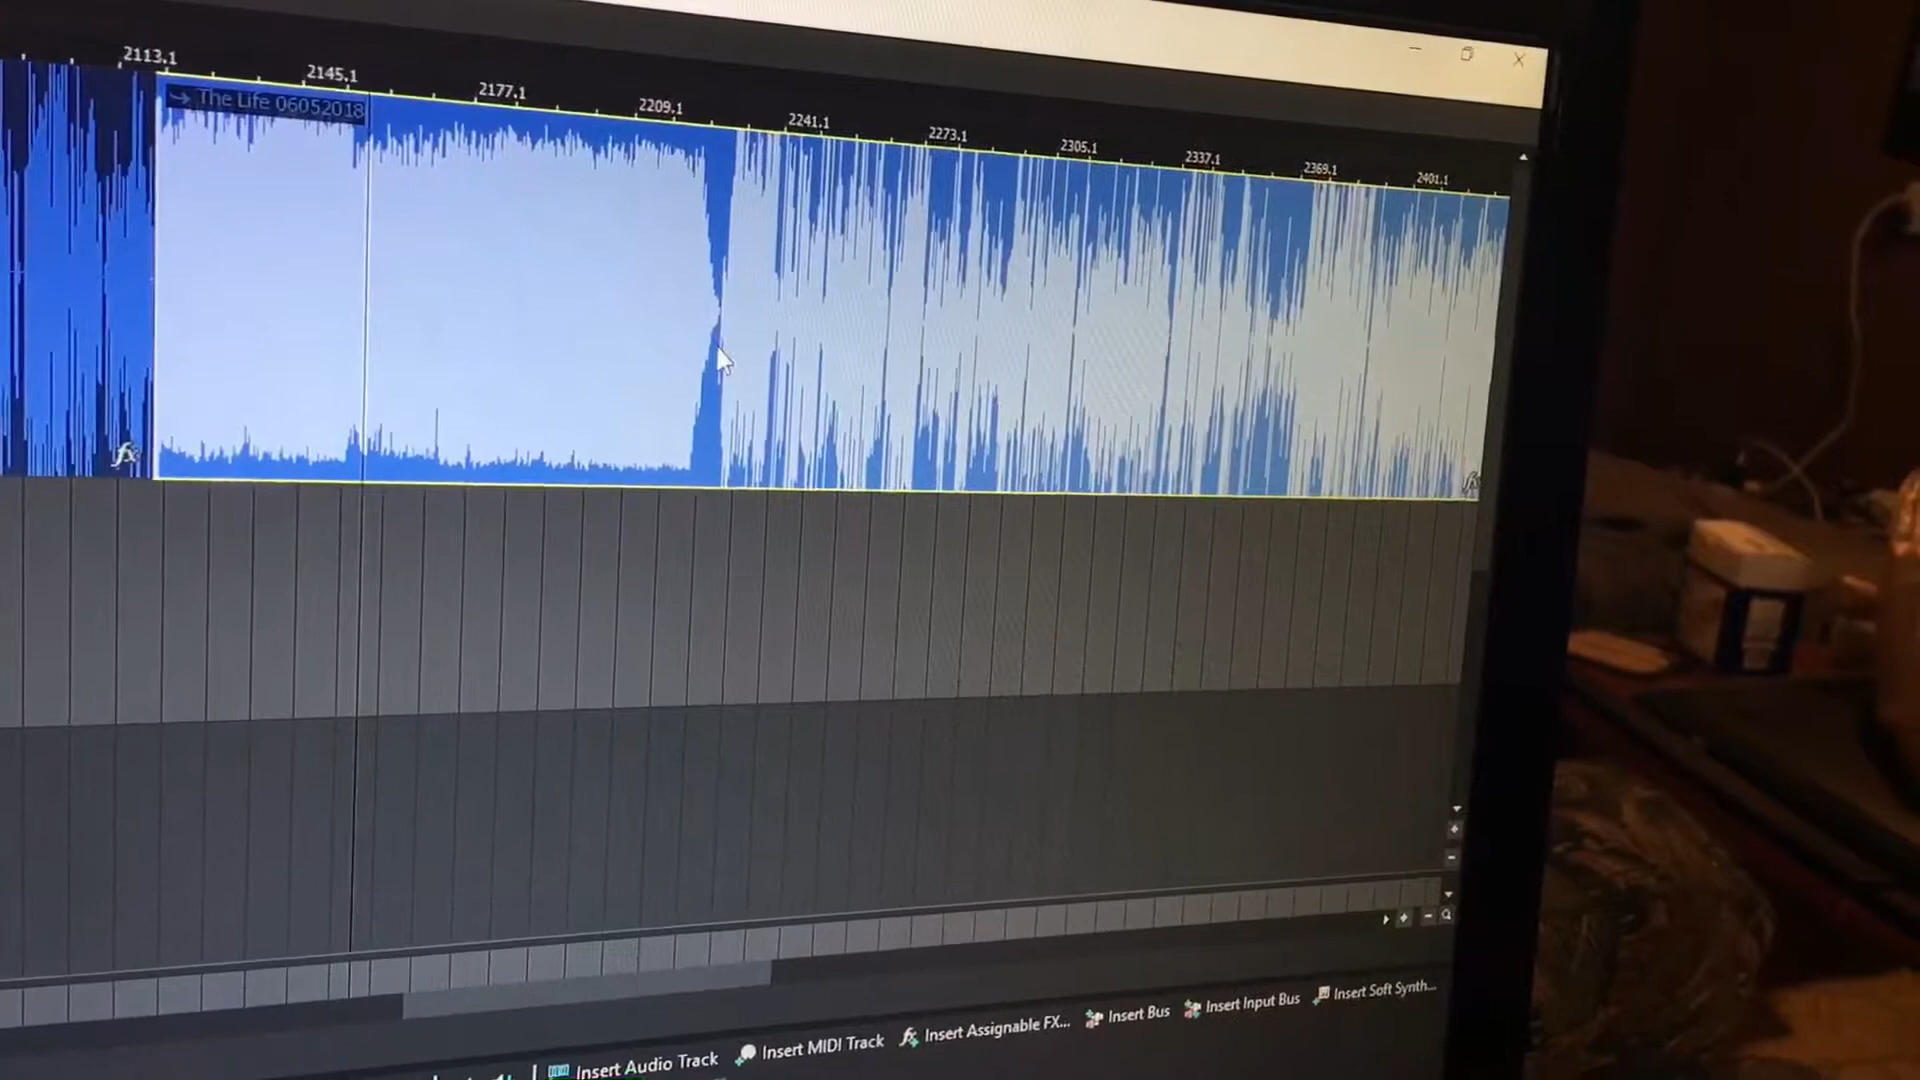 2113.1
2145.1
2177.1
2209.1
2241.1
2273.1
2305.1
2337.1
2369.1
2401.1
The Life 06052018
fx
fx
Insert Audio Track
Insert MIDI Track
Insert Assignable FX...
Insert Bus
Insert Input Bus
Insert Soft Synth...